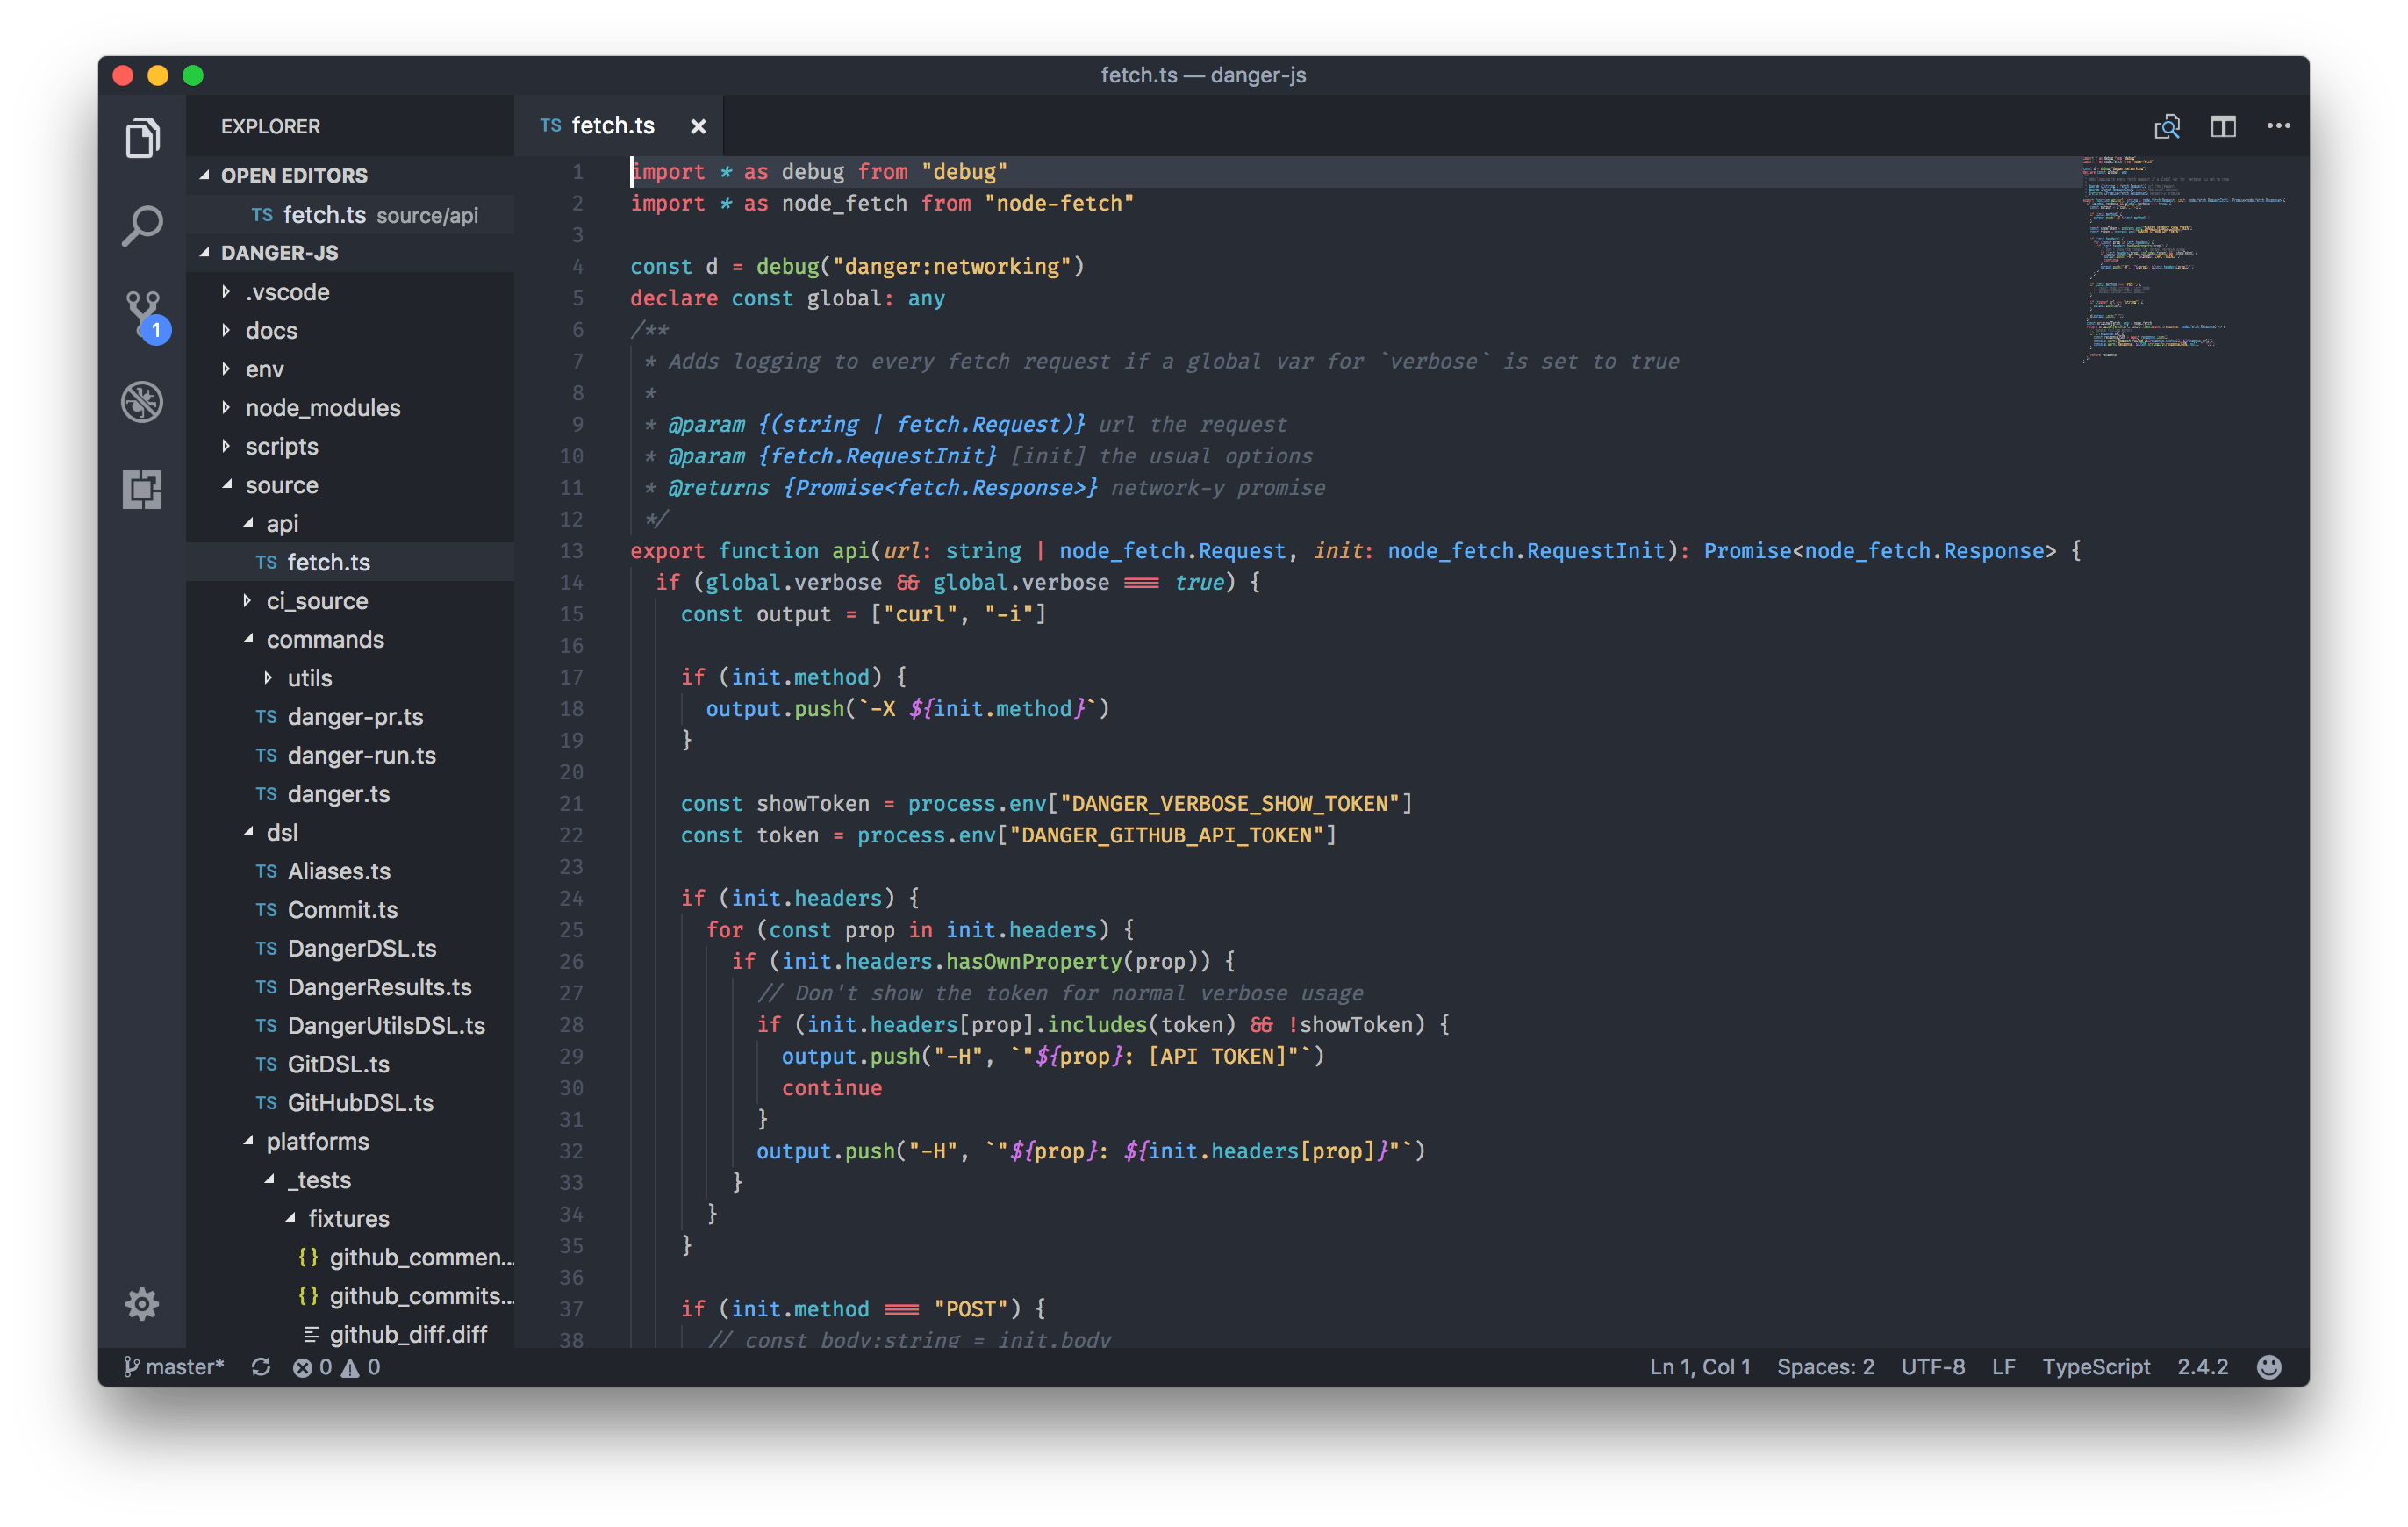 fetch.ts — danger-js
EXPLORER
OPEN EDITORS
TS fetch.ts source/api
DANGER-JS
.vscode
docs
env
node_modules
scripts
source
api
TS fetch.ts
ci_source
commands
utils
TS danger-pr.ts
TS danger-run.ts
TS danger.ts
dsl
TS Aliases.ts
TS Commit.ts
TS DangerDSL.ts
TS DangerResults.ts
TS DangerUtilsDSL.ts
TS GitDSL.ts
TS GitHubDSL.ts
platforms
_tests
fixtures
{} github_commen...
{} github_commits...
github_diff.diff
1
TS fetch.ts ×
1 import * as debug from "debug"
2 import * as node_fetch from "node-fetch"
3
4 const d = debug("danger:networking")
5 declare const global: any
6 /**
7 * Adds logging to every fetch request if a global var for `verbose` is set to true
8 *
9 * @param {(string | fetch.Request)} url the request
10 * @param {fetch.RequestInit} [init] the usual options
11 * @returns {Promise<fetch.Response>} network-y promise
12 */
13 export function api(url: string | node_fetch.Request, init: node_fetch.RequestInit): Promise<node_fetch.Response> {
14 if (global.verbose && global.verbose === true) {
15 const output = ["curl", "-i"]
16
17 if (init.method) {
18 output.push(`-X ${init.method}`)
19 }
20
21 const showToken = process.env["DANGER_VERBOSE_SHOW_TOKEN"]
22 const token = process.env["DANGER_GITHUB_API_TOKEN"]
23
24 if (init.headers) {
25 for (const prop in init.headers) {
26 if (init.headers.hasOwnProperty(prop)) {
27 // Don't show the token for normal verbose usage
28 if (init.headers[prop].includes(token) && !showToken) {
29 output.push("-H", `"${prop}: [API TOKEN]"`)
30 continue
31 }
32 output.push("-H", `"${prop}: ${init.headers[prop]}"`)
33 }
34 }
35 }
36
37 if (init.method === "POST") {
38 // const body:string = init.body
master* 0 0
Ln 1, Col 1 Spaces: 2 UTF-8 LF TypeScript 2.4.2